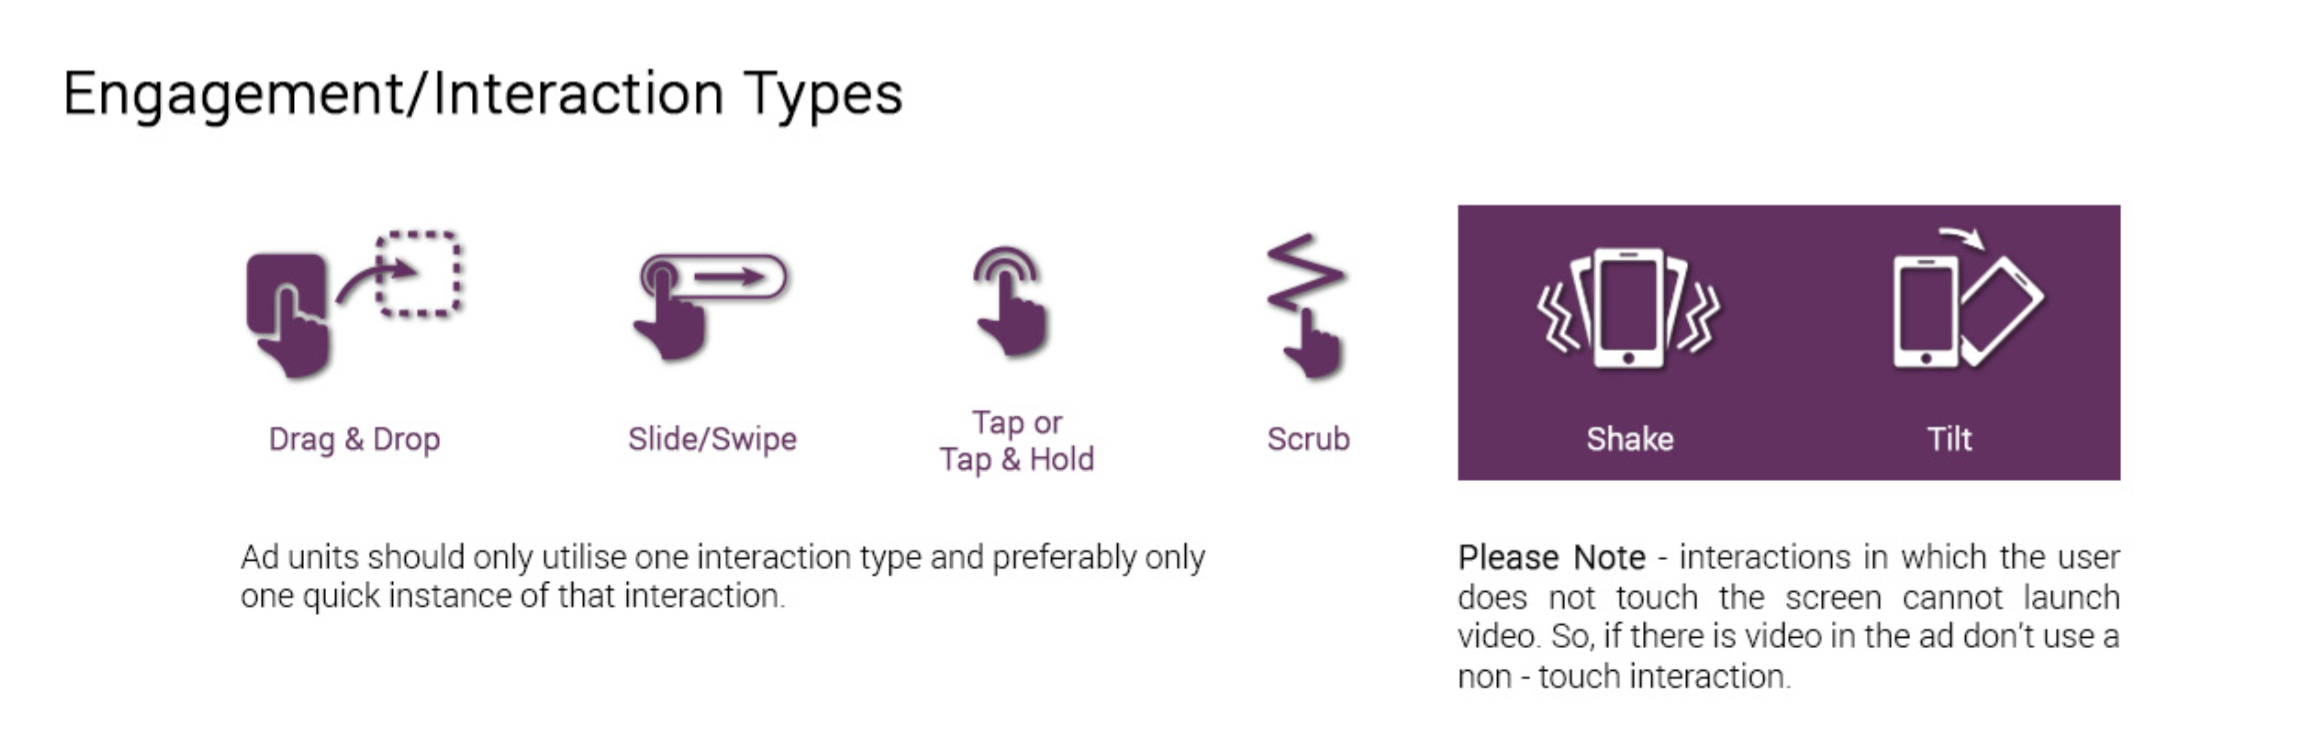 Engagement/Interaction Types
Drag & Drop
Slide/Swipe
Tap or
Tap & Hold
Scrub
Shake
Tilt
Ad units should only utilise one interaction type and preferably only
one quick instance of that interaction.
Please Note - interactions in which the user
does not touch the screen cannot launch
video. So, if there is video in the ad don't use a
non - touch interaction.